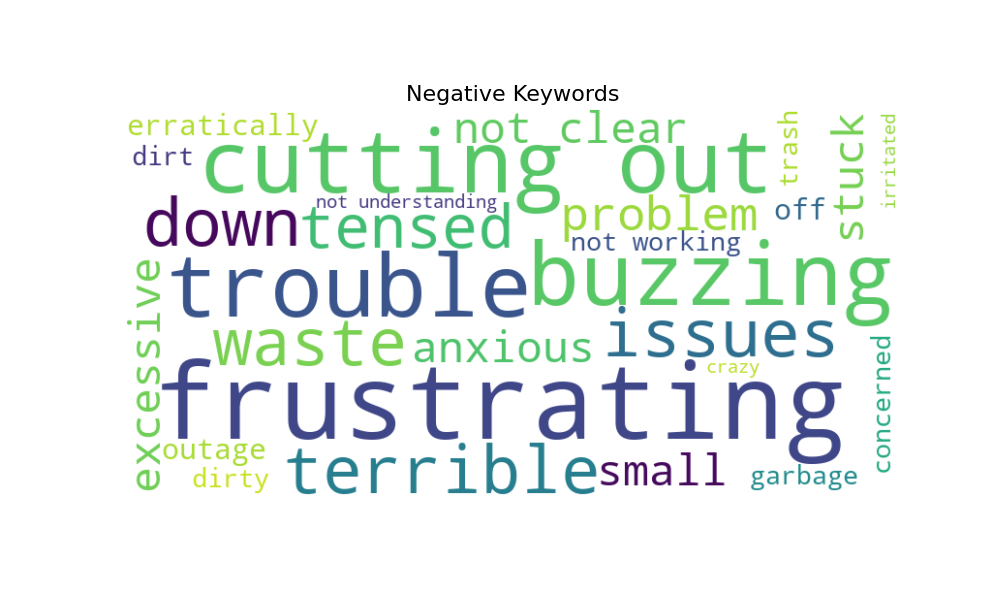 Negative Keywords
erratically
not clear
trash
stuck
irritated
dirt
cutting out
down
not understanding
tensed
problem
off
not working
trouble
buzzing
excessive
waste
anxious
issues
crazy
concerned
frustrating
outage
dirty
terrible
small
garbage